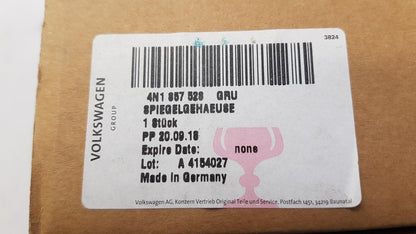 3824
VOLKSWAGEN
GROUP
4N1 857 528 GRU
SPIEGELGEHAEUSE
1 Stück
PP 20.09.18
Expire Date: none
Lot: A 4154027
Made in Germany
Volkswagen AG, Konzern Vertrieb Original Teile und Service, Postfach 1451, 34219 Baunatal